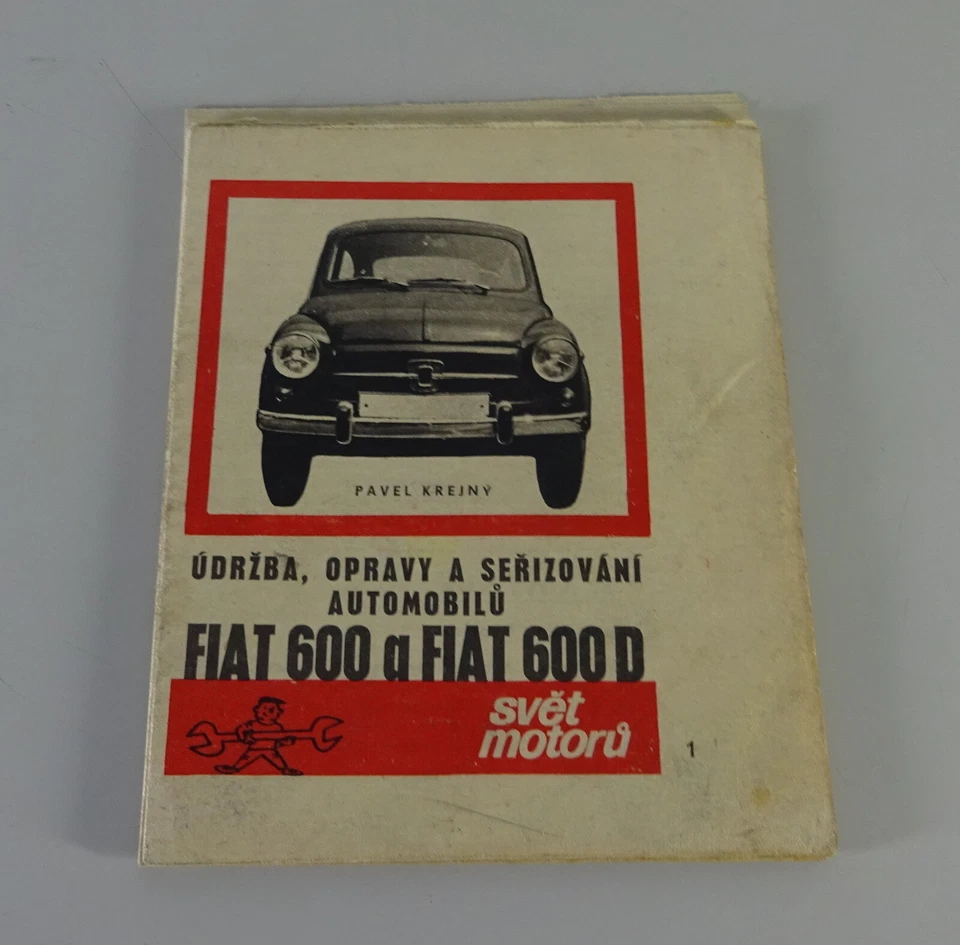 PAVEL KREJNÝ
ÚDRŽBA, OPRAVY A SEŘIZOVÁNÍ
AUTOMOBILŮ
FIAT 600 a FIAT 600 D
svět
motorů
1